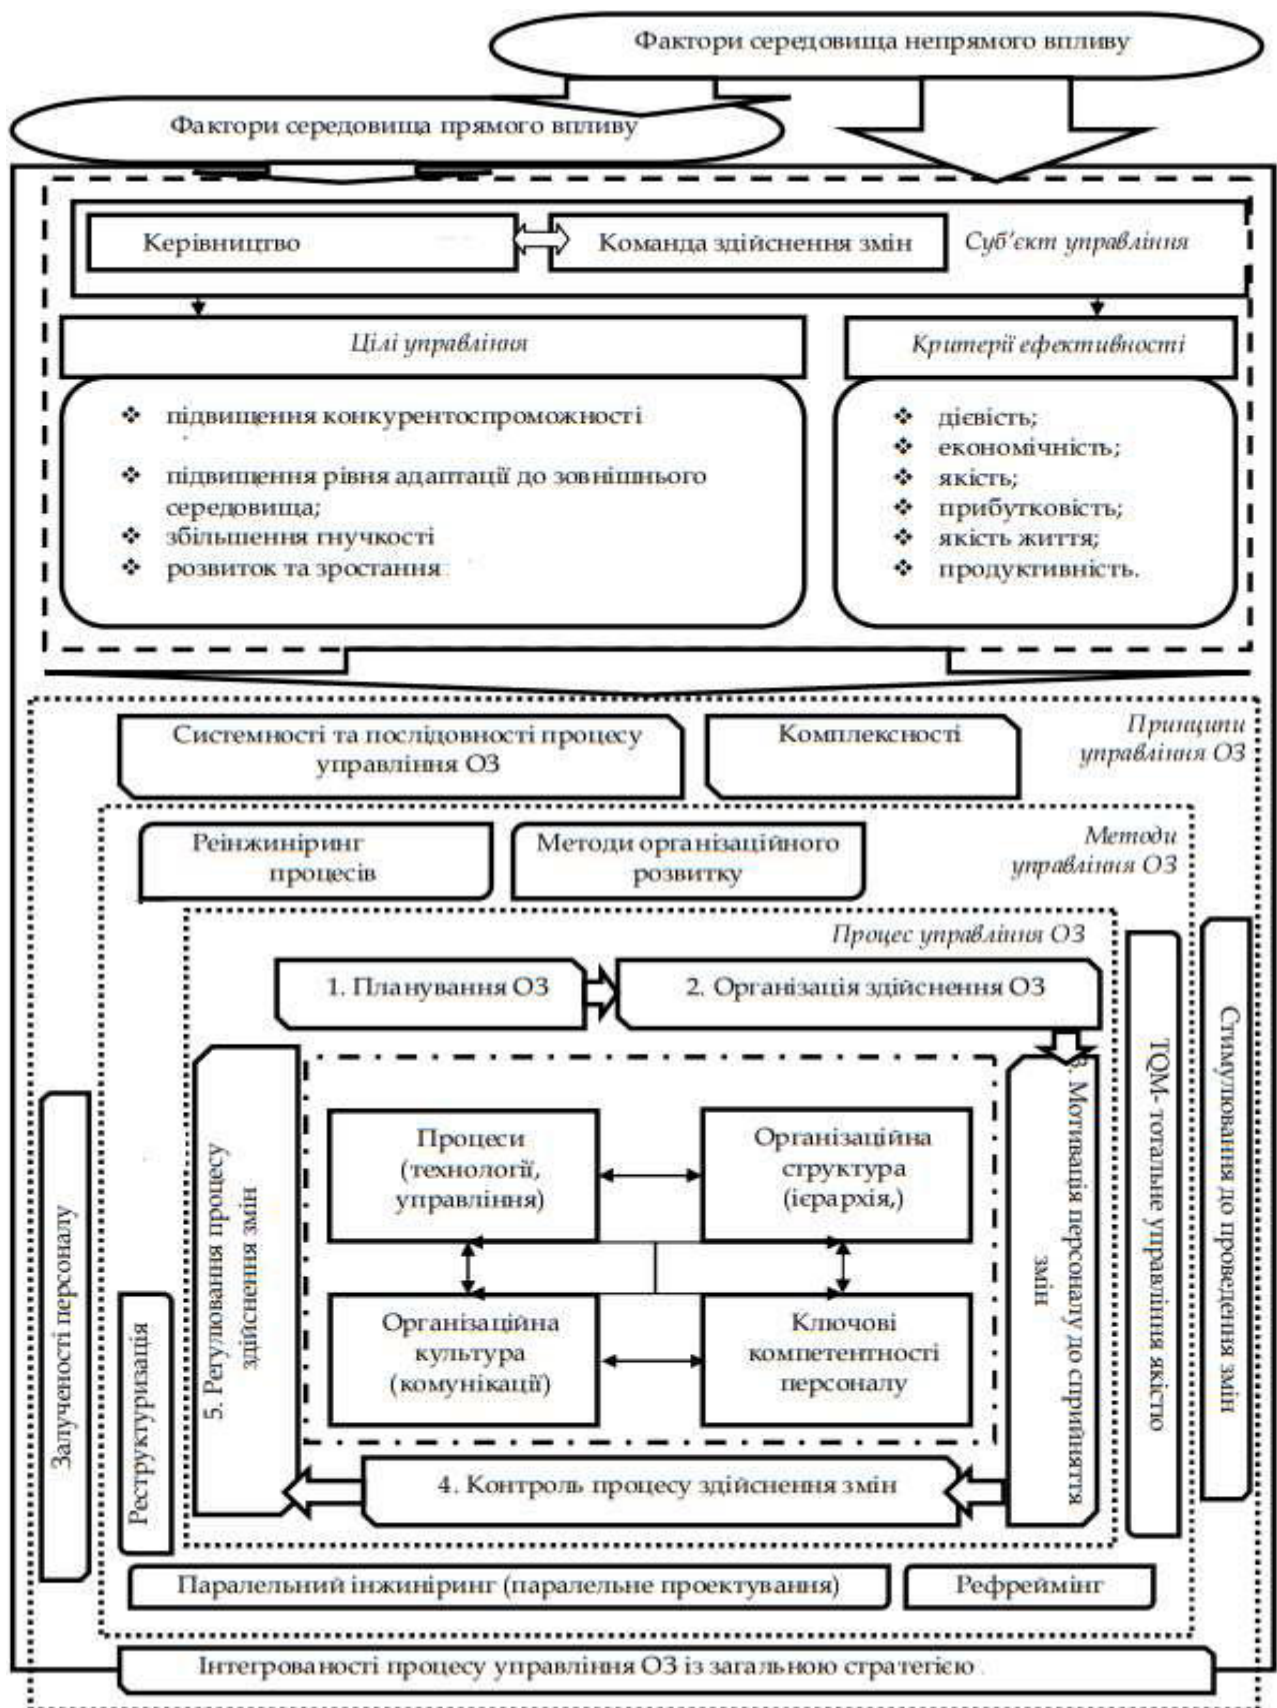 Фактори середовища непрямого впливу
Фактори середовища прямого впливу
Керівництво
Команда здійснення змін
Суб'єкт управління
Цілі управління
Критерії ефективності
❖ підвищення конкурентоспроможності
❖ підвищення рівня адаптації до зовнішнього
середовища;
❖ збільшення гнучкості
❖ розвиток та зростання
❖ дієвість;
❖ економічність;
❖ якість;
❖ прибутковість;
❖ якість життя;
❖ продуктивність.
Принципи
управління ОЗ
Системності та послідовності процесу
управління ОЗ
Комплексності
Методи
управління ОЗ
Реінжиніринг
процесів
Методи організаційного
розвитку
Процес управління ОЗ
1. Планування ОЗ
2. Організація здійснення ОЗ
3. Мотивація персоналу до сприйняття
змін
TQM- тотальне управління якістю
Стимулювання до проведення змін
Залученості персоналу
Реструктуризація
5. Регулювання процесу
здійснення змін
Процеси
(технології,
управління)
Організаційна
структура
(ієрархія,)
Організаційна
культура
(комунікації)
Ключові
компетентності
персоналу
4. Контроль процесу здійснення змін
Паралельний інжиніринг (паралельне проектування)
Рефреймінг
Інтегрованості процесу управління ОЗ із загальною стратегією